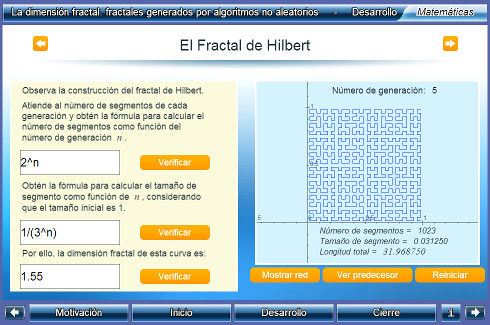 La dimensión fractal: fractales generados por algoritmos no aleatorios - Desarrollo Matemáticas
El Fractal de Hilbert
Observa la construcción del fractal de Hilbert.
Atiende al número de segmentos de cada
generación y obtén la fórmula para calcular el
número de segmentos como función del
número de generación n.
2^n
Verificar
Obtén la fórmula para calcular el tamaño de
segmento como función de n, considerando
que el tamaño inicial es 1.
1/(3^n)
Verificar
Por ello, la dimensión fractal de esta curva es:
1.55
Verificar
Número de generación: 5
1
.5
1
Número de segmentos = 1023
Tamaño de segmento = 0.031250
Longitud total = 31.968750
Mostrar red
Ver predecesor
Reiniciar
Motivación
Inicio
Desarrollo
Cierre
i